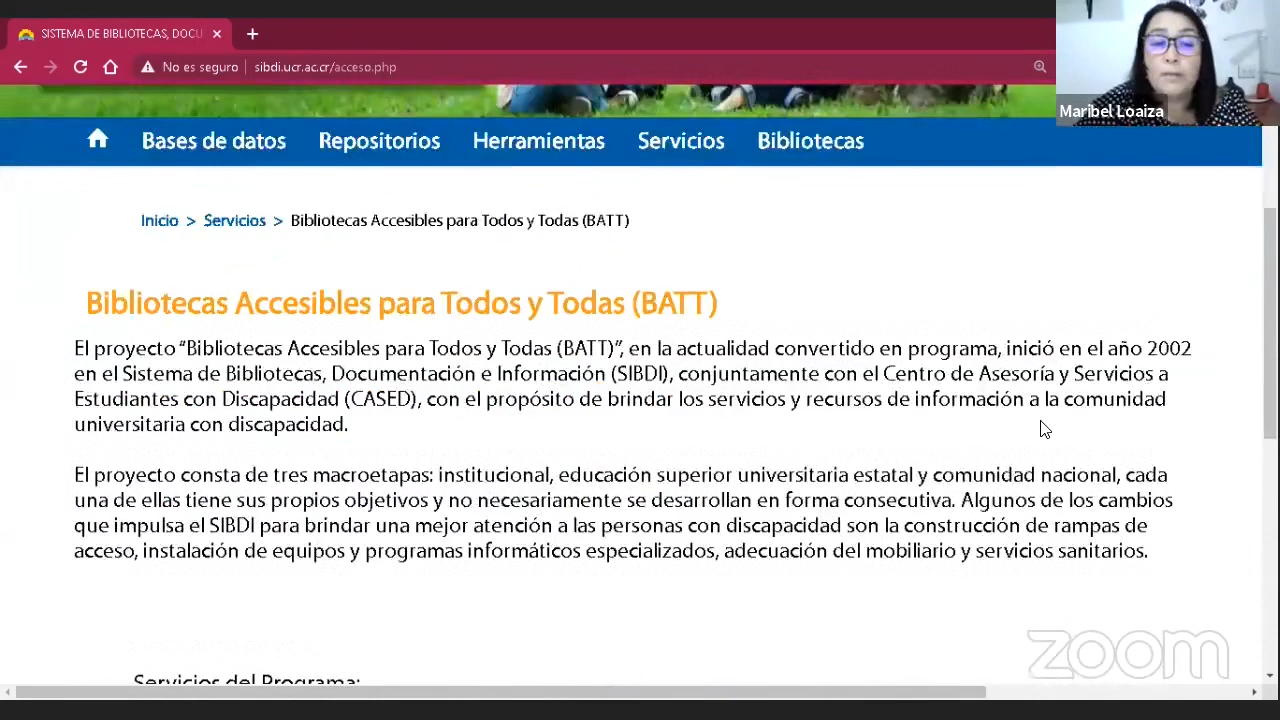 SISTEMA DE BIBLIOTECAS, DOCU
No es seguro
sibdi.ucr.ac.cr/acceso.php
Maribel Loaiza
Bases de datos Repositorios Herramientas Servicios Bibliotecas
Inicio > Servicios > Bibliotecas Accesibles para Todos y Todas (BATT)
Bibliotecas Accesibles para Todos y Todas (BATT)
El proyecto “Bibliotecas Accesibles para Todos y Todas (BATT)”, en la actualidad convertido en programa, inició en el año 2002
en el Sistema de Bibliotecas, Documentación e Información (SIBDI), conjuntamente con el Centro de Asesoría y Servicios a
Estudiantes con Discapacidad (CASED), con el propósito de brindar los servicios y recursos de información a la comunidad
universitaria con discapacidad.
El proyecto consta de tres macroetapas: institucional, educación superior universitaria estatal y comunidad nacional, cada
una de ellas tiene sus propios objetivos y no necesariamente se desarrollan en forma consecutiva. Algunos de los cambios
que impulsa el SIBDI para brindar una mejor atención a las personas con discapacidad son la construcción de rampas de
acceso, instalación de equipos y programas informáticos especializados, adecuación del mobiliario y servicios sanitarios.
zoom
Servicios del Programa: